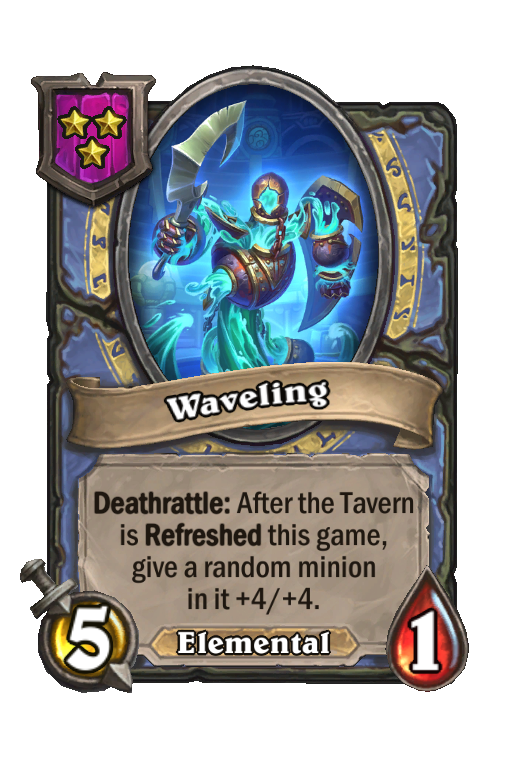 Waveling
Deathrattle: After the Tavern
is Refreshed this game,
give a random minion
in it +4/+4.
5
Elemental
1